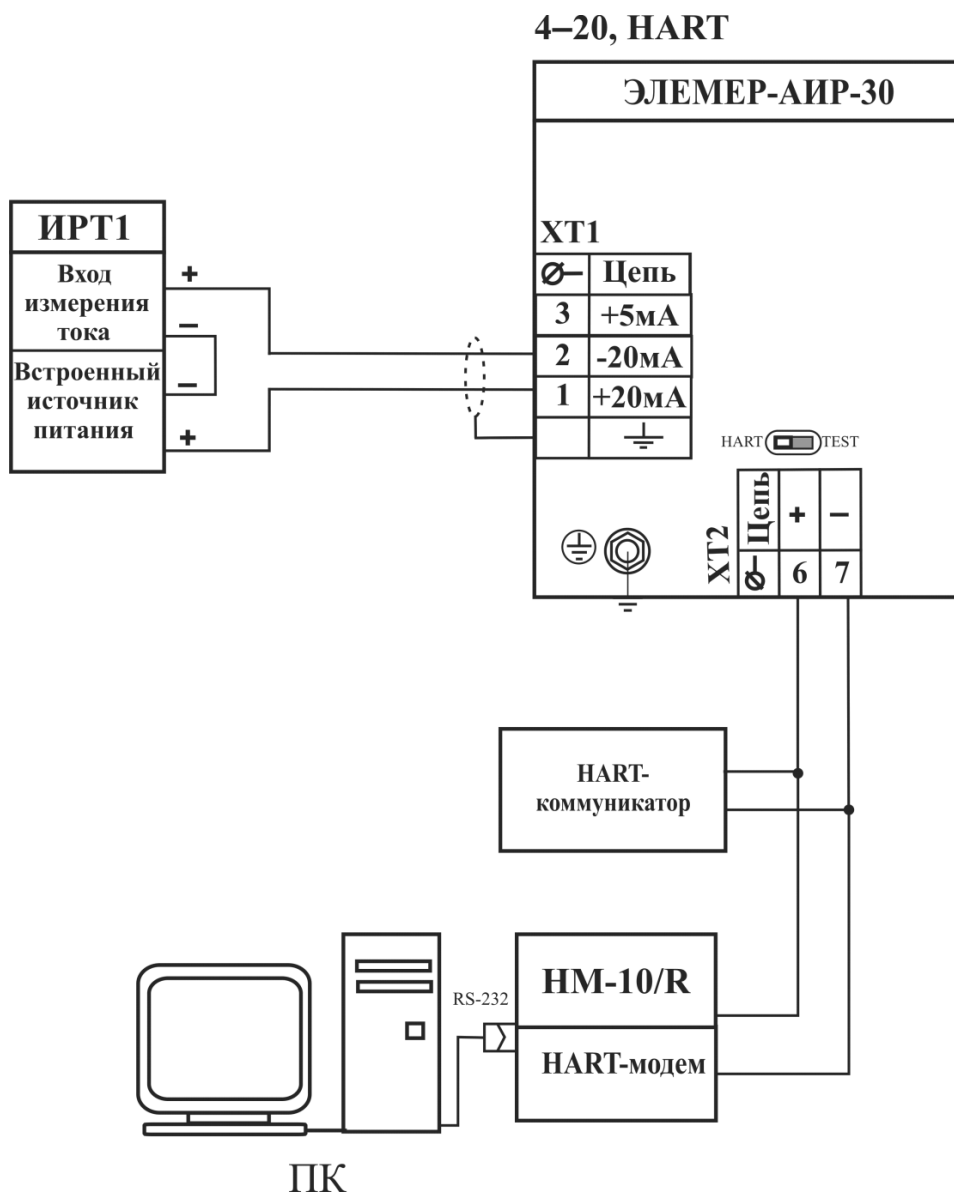 4–20, HART
ЭЛЕМЕР-АИР-30
ИРТ1
Вход
измерения
тока
+
–
Встроенный
источник
питания
–
+
XT1
Цепь
3 +5мА
2 -20мА
1 +20мА
HART TEST
XT2
Цепь + –
6 7
HART-
коммуникатор
RS-232
НМ-10/R
HART-модем
ПК